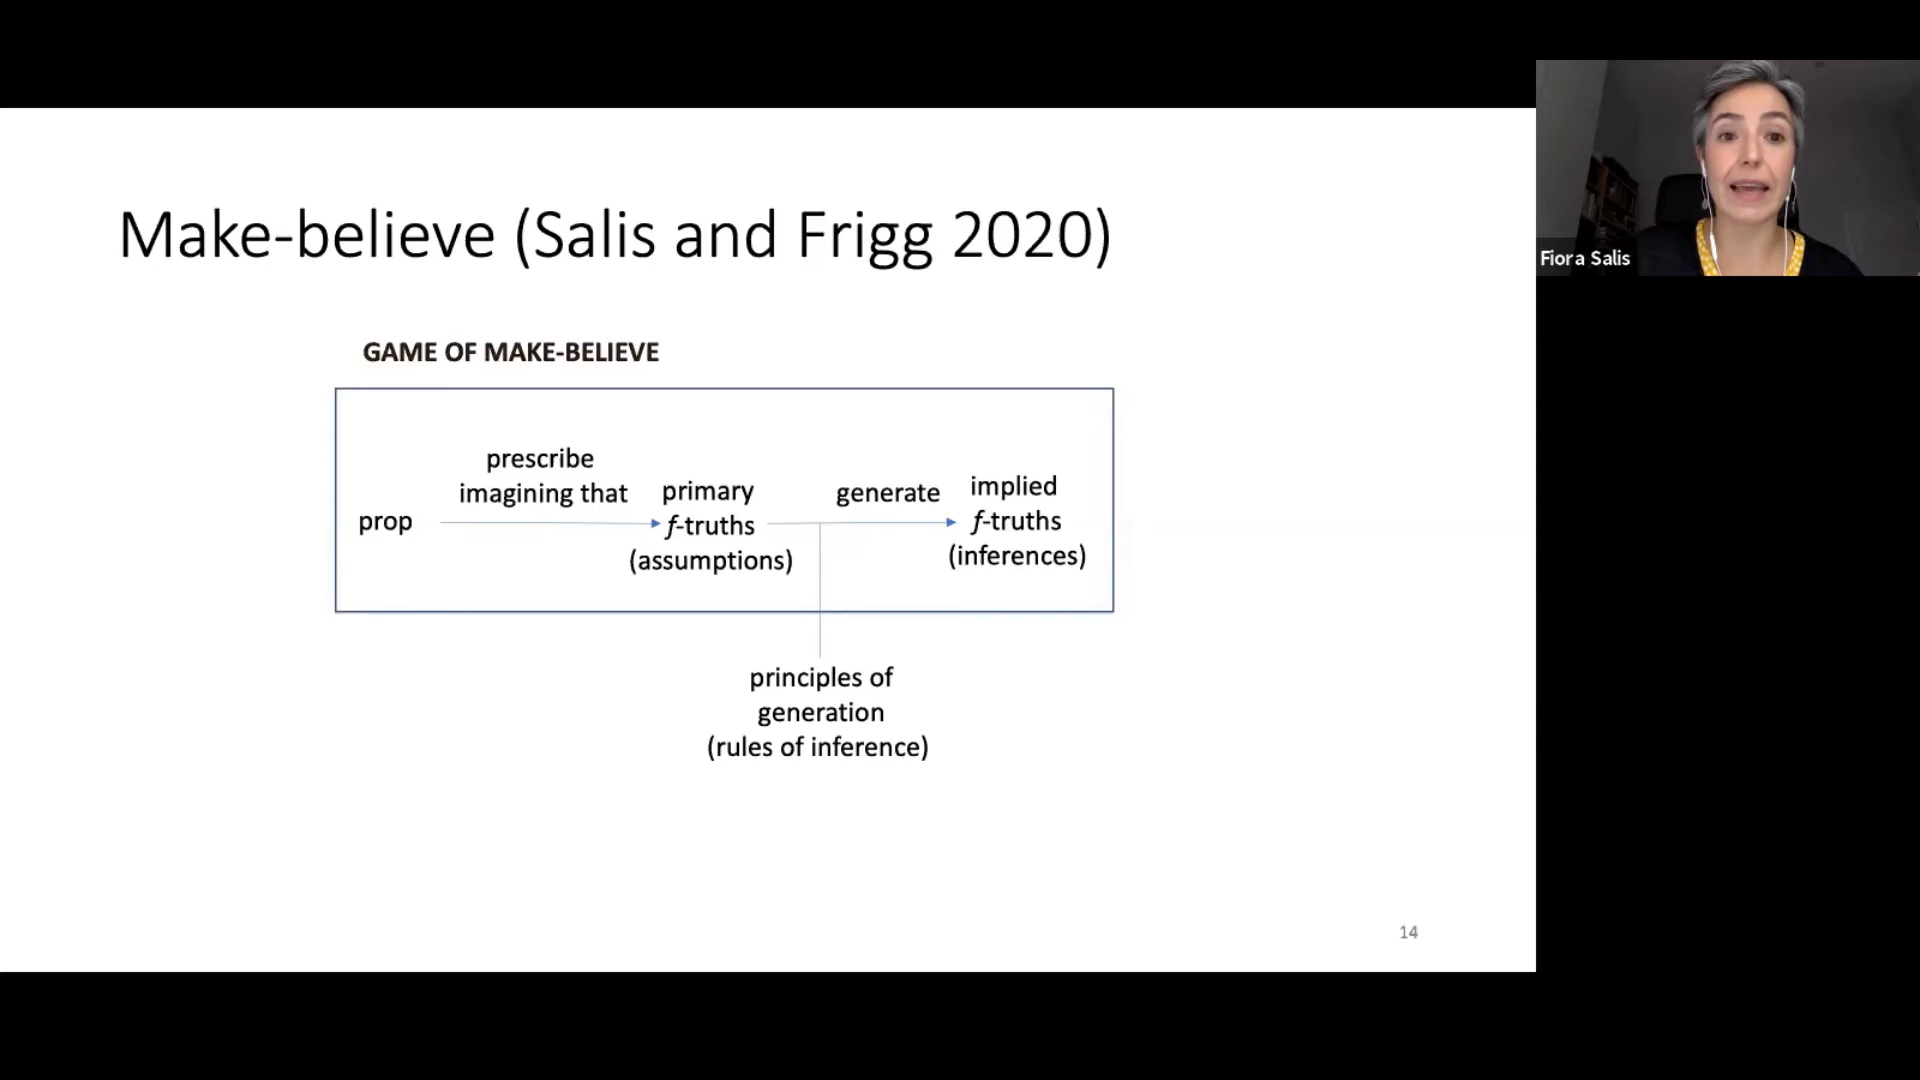 Make-believe (Salis and Frigg 2020)
GAME OF MAKE-BELIEVE
prop
prescribe
imagining that
primary
f-truths
(assumptions)
generate
implied
f-truths
(inferences)
principles of
generation
(rules of inference)
14
Fiora Salis